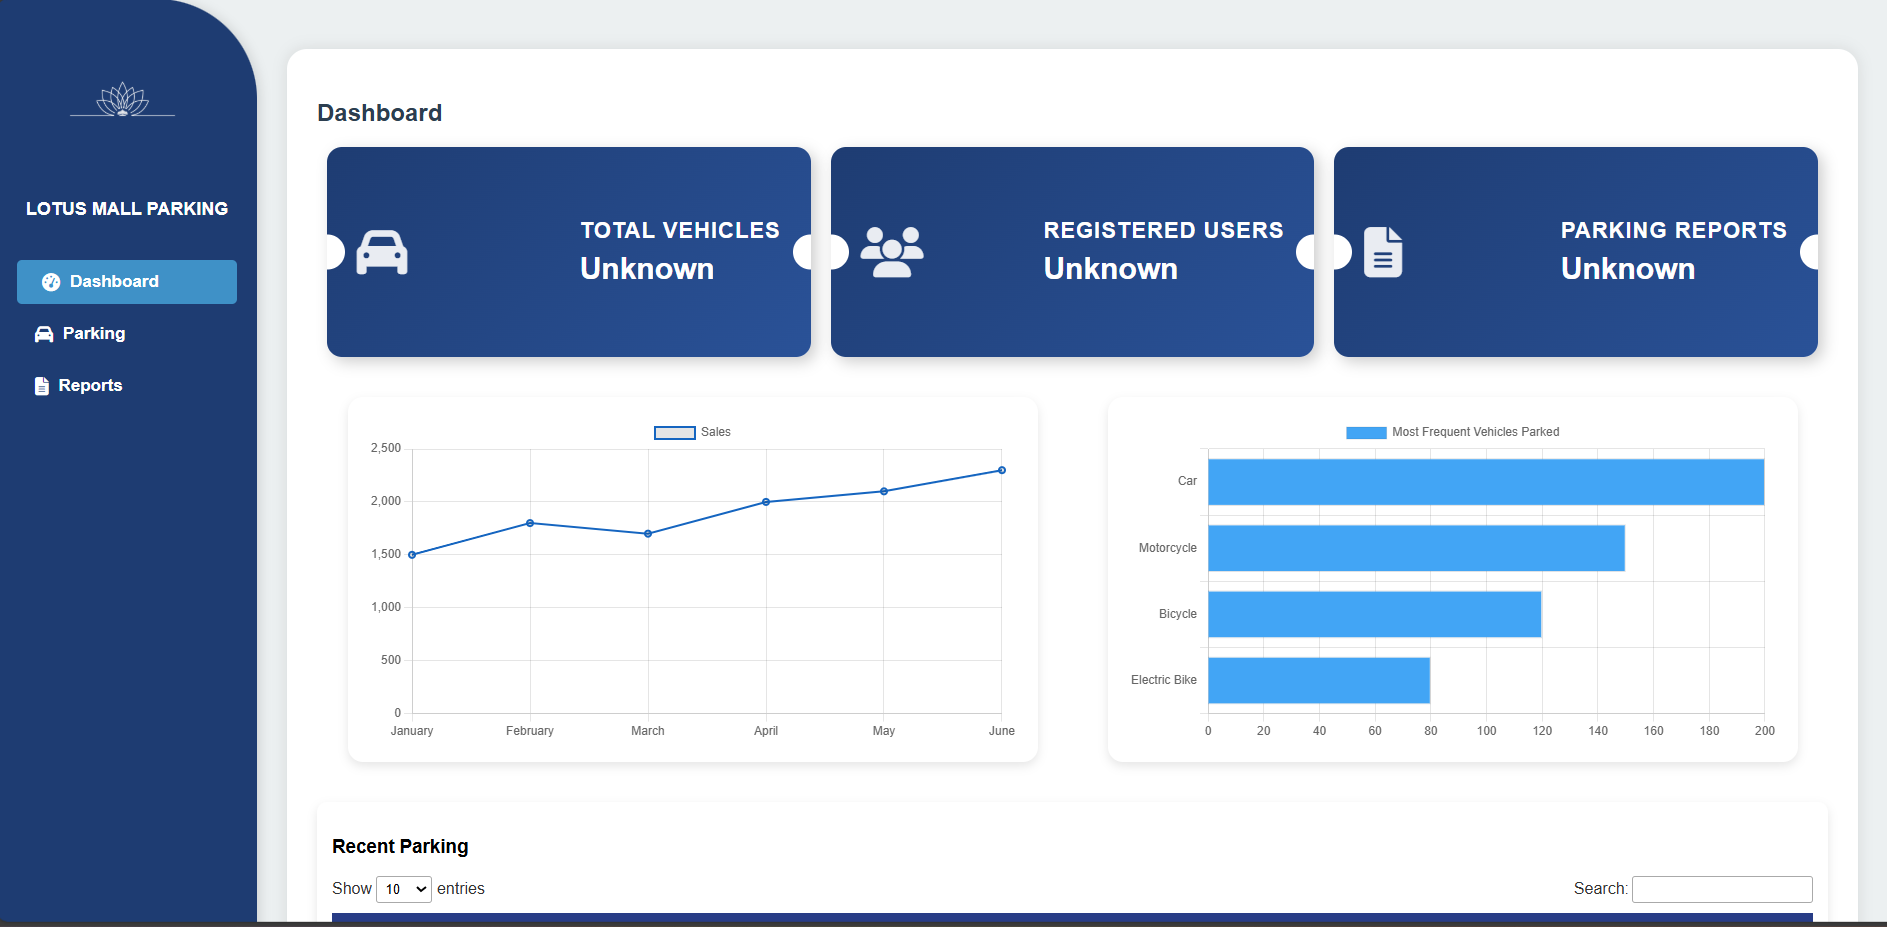 LOTUS MALL PARKING
Dashboard
Parking
Reports
Dashboard
TOTAL VEHICLES
Unknown
REGISTERED USERS
Unknown
PARKING REPORTS
Unknown
Sales
2,500
2,000
1,500
1,000
500
0
January February March April May June
Most Frequent Vehicles Parked
Car
Motorcycle
Bicycle
Electric Bike
0 20 40 60 80 100 120 140 160 180 200
Recent Parking
Show 10 entries
Search: